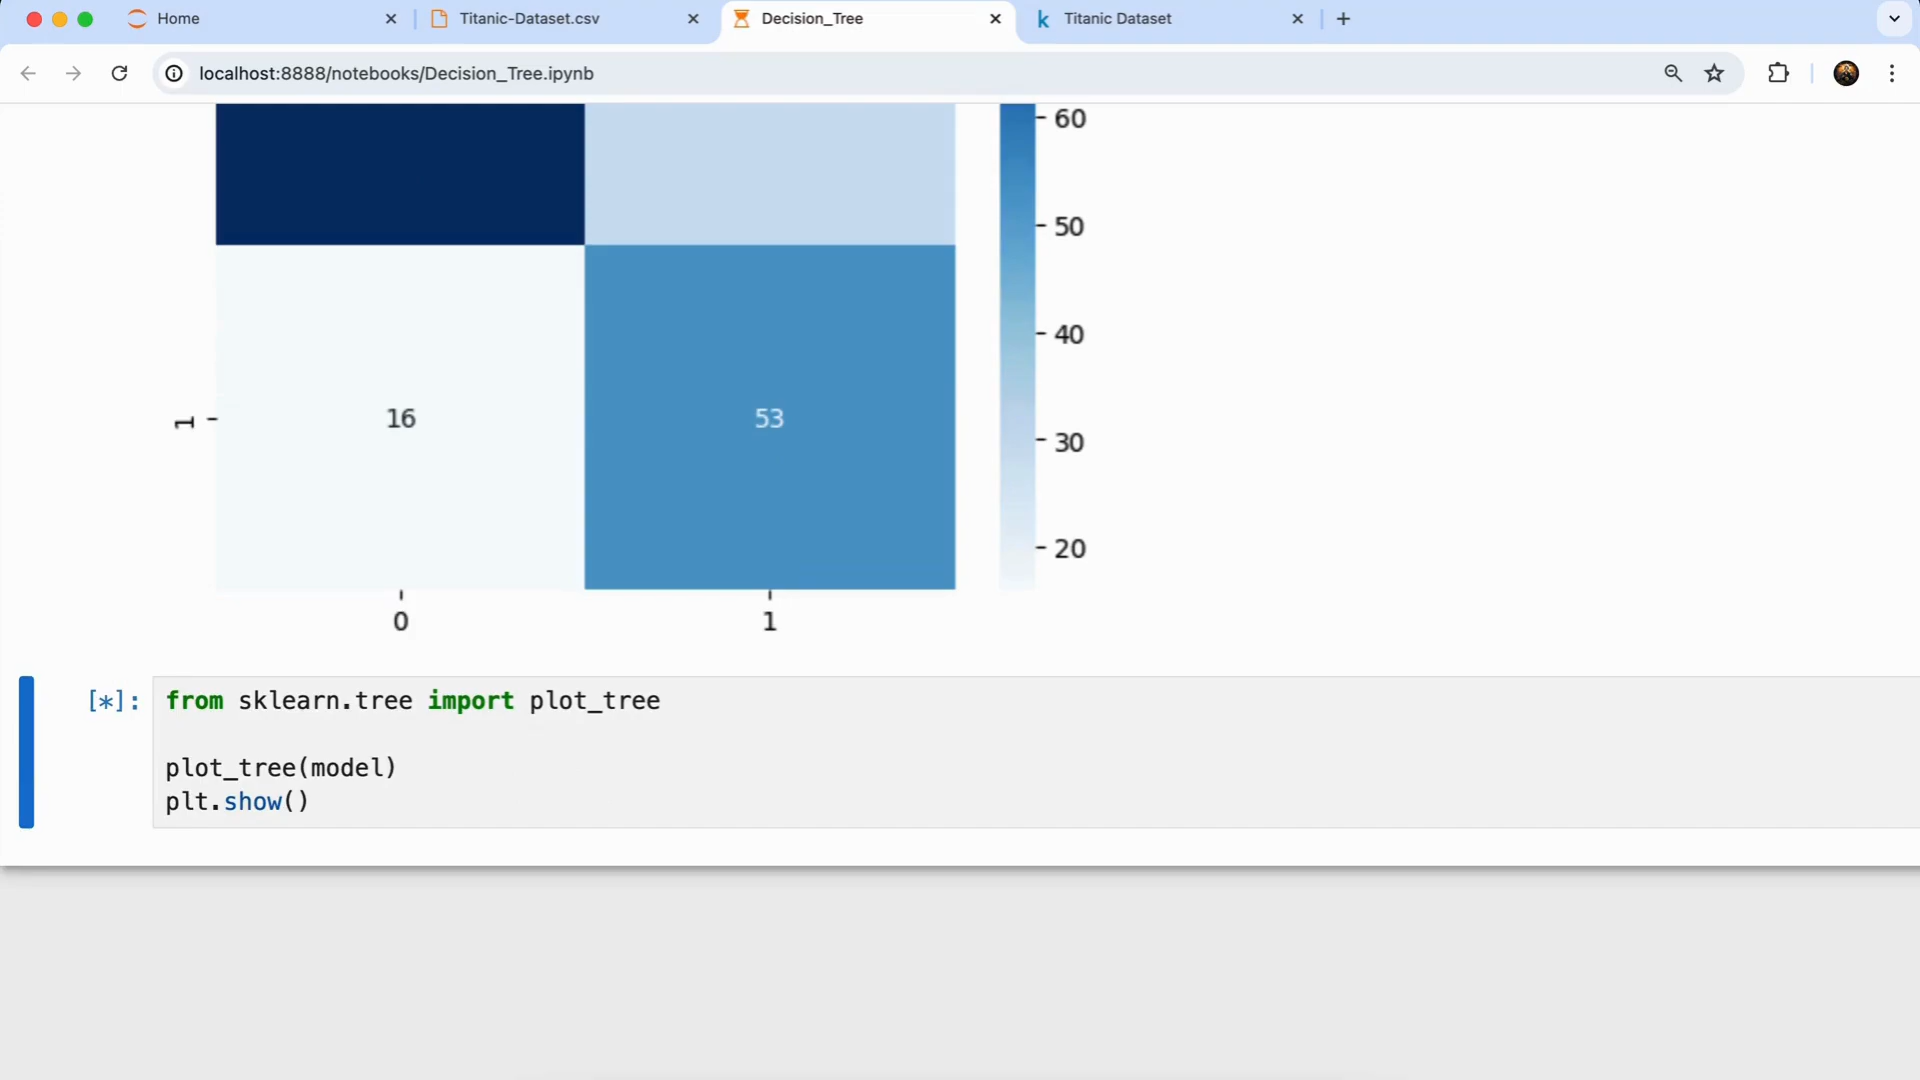 Home
Titanic-Dataset.csv
Decision_Tree
Titanic Dataset
localhost:8888/notebooks/Decision_Tree.ipynb
60
50
40
30
20
1
16
53
0
1
[*]:
from sklearn.tree import plot_tree
plot_tree(model)
plt.show()